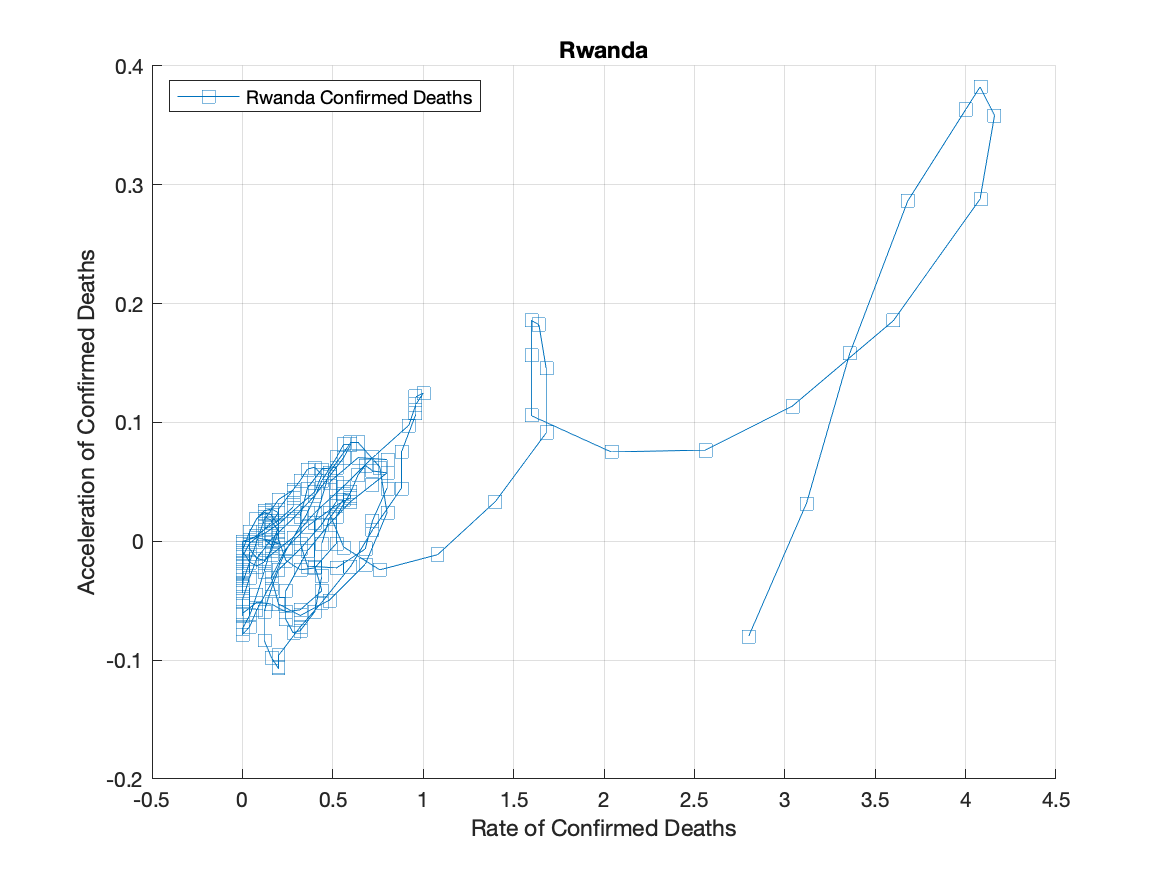 Rwanda
0.4
Rwanda Confirmed Deaths
0.3
0.2
0.1
0
-0.1
-0.2
Acceleration of Confirmed Deaths
-0.5 0 0.5 1 1.5 2 2.5 3 3.5 4 4.5
Rate of Confirmed Deaths